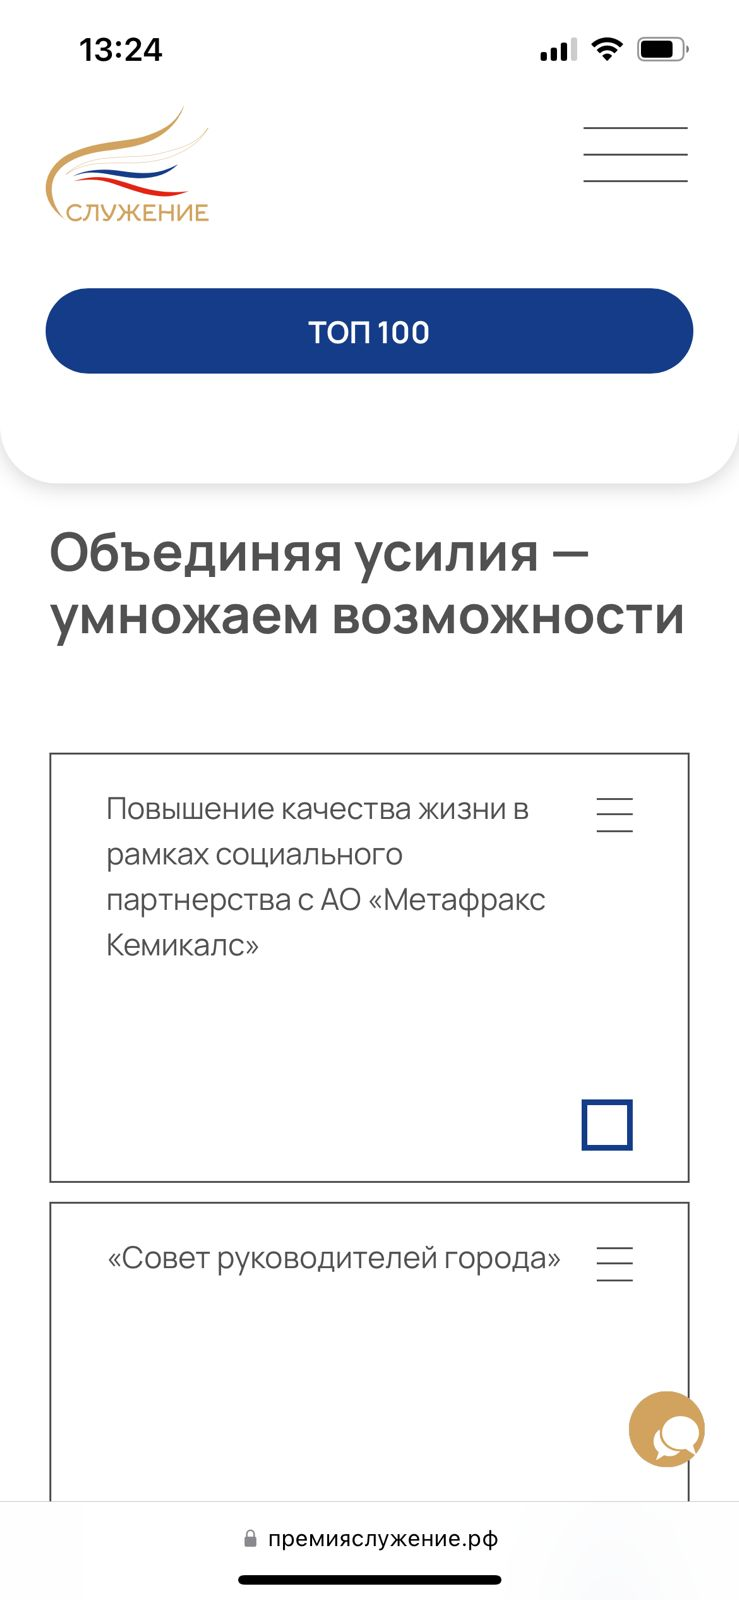 13:24
СЛУЖЕНИЕ
ТОП 100
Объединяя усилия —
умножаем возможности
Повышение качества жизни в
рамках социального
партнерства с АО «Метафракс
Кемикалс»
«Совет руководителей города»
премияслужение.рф